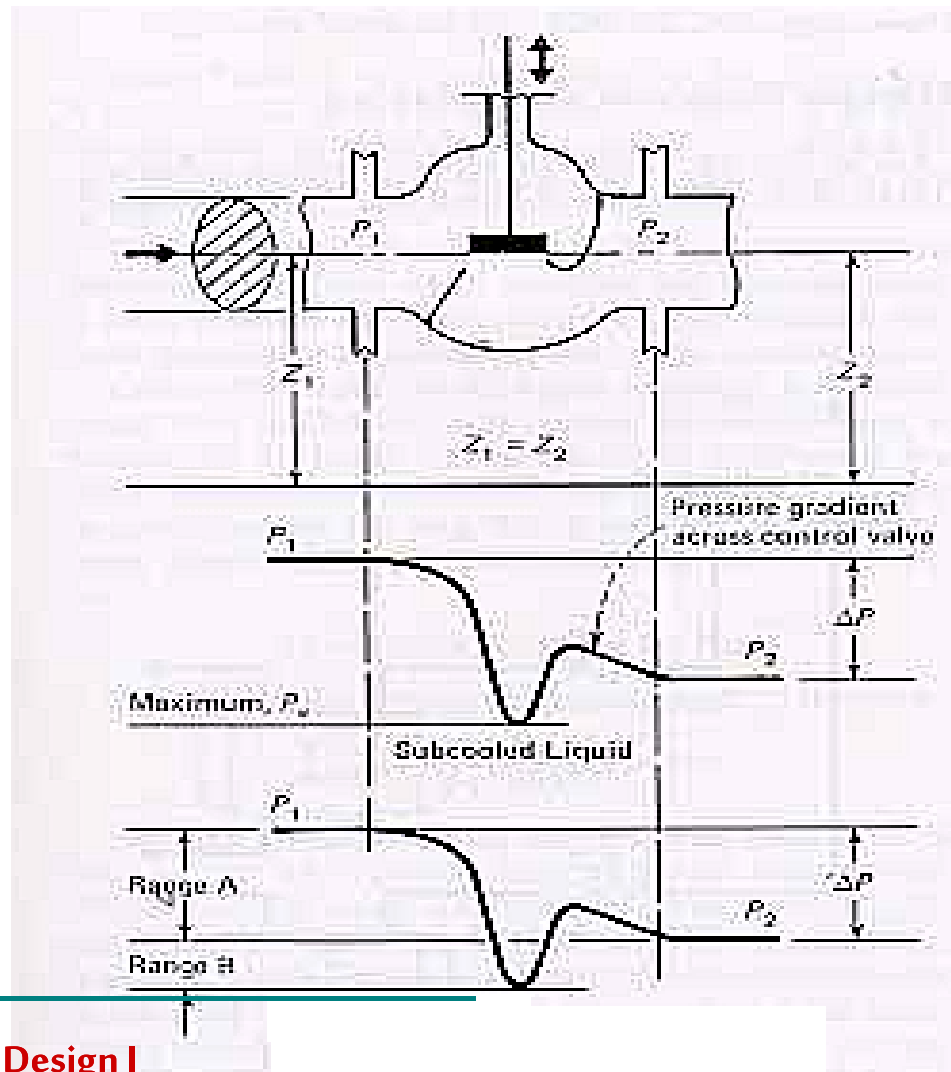 P₁ P₂
Z₁ Z₂
Z₁ = Z₂
Pressure gradient
across control valve
P₁
ΔP
P₂
Maximum, P
Subcooled Liquid
P₁
Range A
ΔP
P₂
Range B
Design I